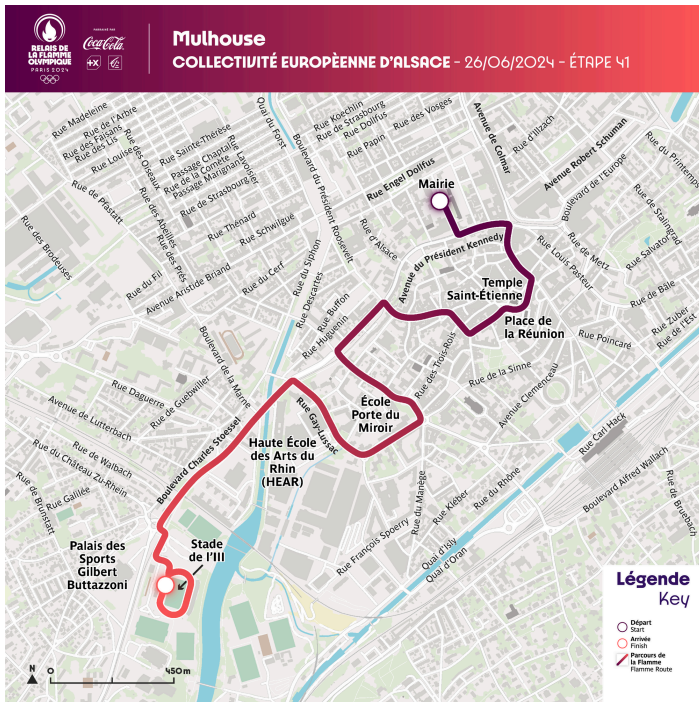 RELAIS DE
LA FLAMME
OLYMPIQUE
PARIS 2024
Coca-Cola
Mulhouse
COLLECTIVITÉ EUROPÈENNE D'ALSACE - 26/06/2024 - ÉTAPE 41
Rue Madeleine
Rue de l'Arbre
Rue des Faisans
Rue des Lis
Rue Louise
Rue des Oiseaux
Rue Sainte-Thérèse
Passage Chaptal
Rue de la Comète
Passage Marignan
Rue Lavoisier
Rue de Strasbourg
Rue de Pfastatt
Rue des Abeilles
Rue Thénard
Rue Schwilgué
Rue des Brodeuses
Rue du Fil
Rue des Prés
Avenue Aristide Briand
Rue du Cerf
Quai du Forst
Boulevard du Président Roosevelt
Rue Koechlin
Rue de Strasbourg
Rue Dollfus
Rue Papin
Rue des Vosges
Avenue de Colmar
Rue d'Illzach
Avenue Robert Schuman
Rue du Printemps
Boulevard de l'Europe
Rue Engel Dollfus
Mairie
Rue d'Alsace
Avenue du Président Kennedy
Rue de Stalingrad
Rue Louis Pasteur
Rue de Metz
Rue Salvator
Rue de Bâle
Rue Zuber
Rue de l'Est
Temple
Saint-Étienne
Place de
la Réunion
Rue Poincaré
Rue du Siphon
Rue Descartes
Rue Buffon
Rue Huguenin
Rue des Trois-Rois
Rue de la Sinne
Avenue Clemenceau
Boulevard de la Marne
Rue Daguerre
Rue de Guebwiller
Avenue de Lutterbach
Rue de Walbach
Rue du Château Zu-Rhein
Rue Galilée
Rue de Brunstatt
Boulevard Charles Stoessel
Rue Gay-Lussac
École
Porte du
Miroir
Haute École
des Arts du
Rhin
(HEAR)
Rue Carl Hack
Boulevard Alfred Wallach
Rue de Bruebach
Rue du Manège
Rue Kléber
Rue du Rhône
Rue François Spoerry
Quai d'Isly
Quai d'Oran
Palais des
Sports
Gilbert
Buttazzoni
Stade
de l'Ill
N
0
450 m
Légende
Key
Départ
Start
Arrivée
Finish
Parcours de
la Flamme
Flamme Route